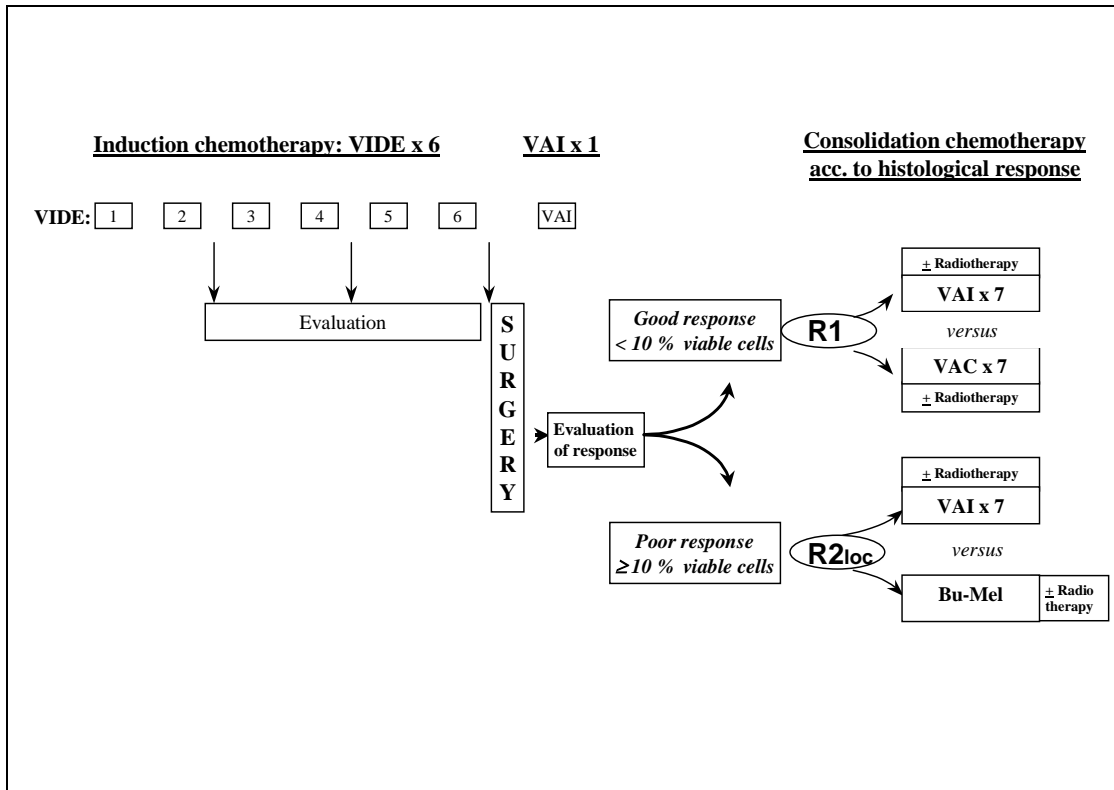 Induction chemotherapy: VIDE x 6
VAI x 1
Consolidation chemotherapy
acc. to histological response
VIDE: 1 2 3 4 5 6 VAI
Evaluation
SURGERY
Evaluation
of response
Good response
< 10 % viable cells
R1
± Radiotherapy
VAI x 7
versus
VAC x 7
± Radiotherapy
Poor response
≥10 % viable cells
R2loc
± Radiotherapy
VAI x 7
versus
Bu-Mel
± Radio
therapy